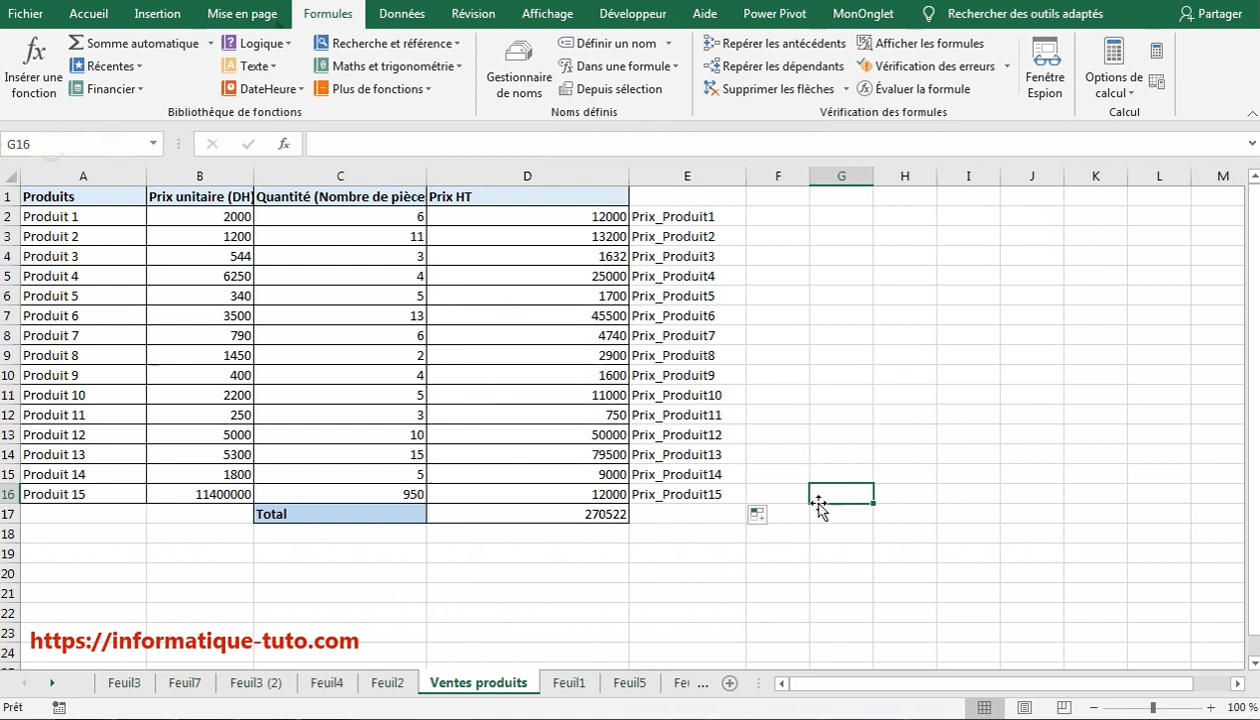 Fichier Accueil Insertion Mise en page Formules Données Révision Affichage Développeur Aide Power Pivot MonOnglet Rechercher des outils adaptés Partager
fx Insérer une fonction
Somme automatique Logique Recherche et référence
Récentes Texte Maths et trigonométrie
Financier DateHeure Plus de fonctions
Bibliothèque de fonctions
Gestionnaire de noms
Définir un nom
Dans une formule
Depuis sélection
Noms définis
Repérer les antécédents Afficher les formules
Repérer les dépendants Vérification des erreurs
Supprimer les flèches Évaluer la formule
Vérification des formules
Fenêtre Espion
Options de calcul
Calcul
G16 fx
A B C D E F G H I J K L M
1 Produits Prix unitaire (DH) Quantité (Nombre de pièce Prix HT
2 Produit 1 2000 6 12000 Prix_Produit1
3 Produit 2 1200 11 13200 Prix_Produit2
4 Produit 3 544 3 1632 Prix_Produit3
5 Produit 4 6250 4 25000 Prix_Produit4
6 Produit 5 340 5 1700 Prix_Produit5
7 Produit 6 3500 13 45500 Prix_Produit6
8 Produit 7 790 6 4740 Prix_Produit7
9 Produit 8 1450 2 2900 Prix_Produit8
10 Produit 9 400 4 1600 Prix_Produit9
11 Produit 10 2200 5 11000 Prix_Produit10
12 Produit 11 250 3 750 Prix_Produit11
13 Produit 12 5000 10 50000 Prix_Produit12
14 Produit 13 5300 15 79500 Prix_Produit13
15 Produit 14 1800 5 9000 Prix_Produit14
16 Produit 15 11400000 950 12000 Prix_Produit15
17 Total 270522
18
19
20
21
22
23
https://informatique-tuto.com
24
Feuil3 Feuil7 Feuil3 (2) Feuil4 Feuil2 Ventes produits Feuil1 Feuil5 Feu ...
Prêt 100 %